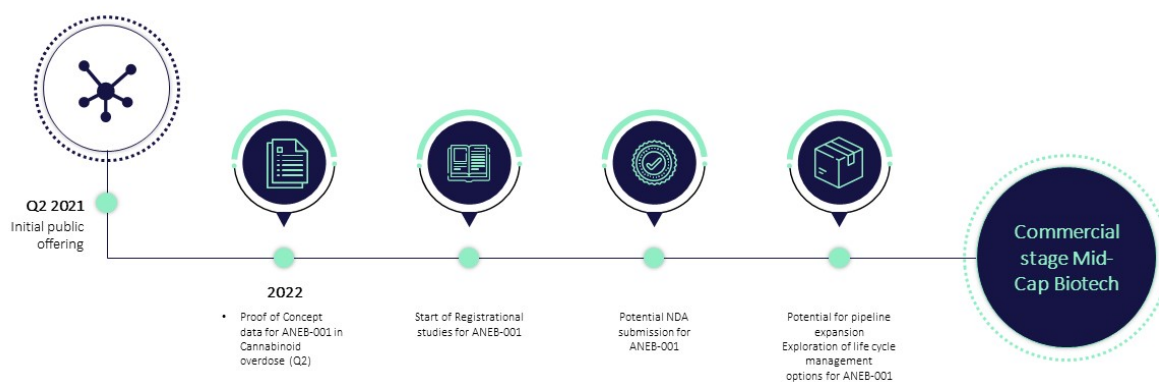 Q2 2021
Initial public
offering
2022
• Proof of Concept
data for ANEB-001 in
Cannabinoid
overdose (Q2)
Start of Registrational
studies for ANEB-001
Potential NDA
submission for
ANEB-001
Potential for pipeline
expansion
Exploration of life cycle
management
options for ANEB-001
Commercial
stage Mid-
Cap Biotech